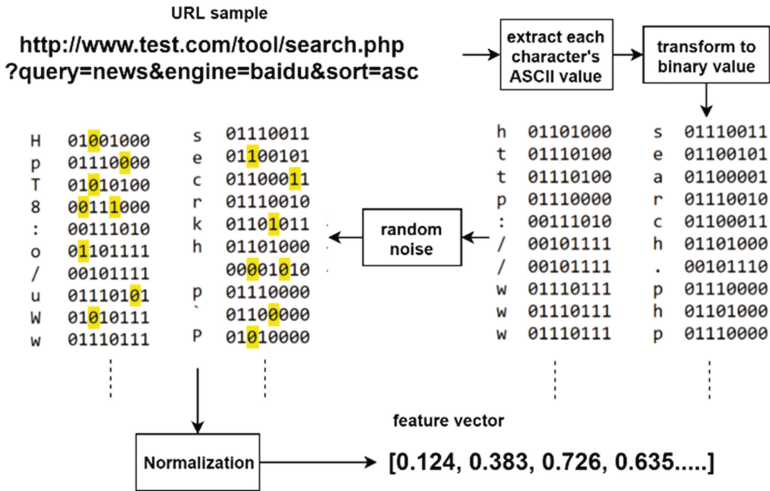 URL sample
http://www.test.com/tool/search.php
?query=news&engine=baidu&sort=asc
extract each
character's
ASCII value
transform to
binary value
h 01101000 s 01110011
t 01110100 e 01100101
t 01110100 a 01100001
p 01110000 r 01110010
: 00111010 c 01100011
/ 00101111 h 01101000
/ 00101111 . 00101110
w 01110111 p 01110000
w 01110111 h 01101000
w 01110111 p 01110000
random
noise
H 01001000 s 01110011
p 01110000 e 01100101
T 01010100 c 01100011
8 00111000 r 01110010
: 00111010 k 01101011
o 01101111 h 01101000
/ 00101111 00001010
u 01110101 p 01110000
W 01010111 ` 01100000
w 01110111 P 01010000
Normalization
feature vector
[0.124, 0.383, 0.726, 0.635.....]